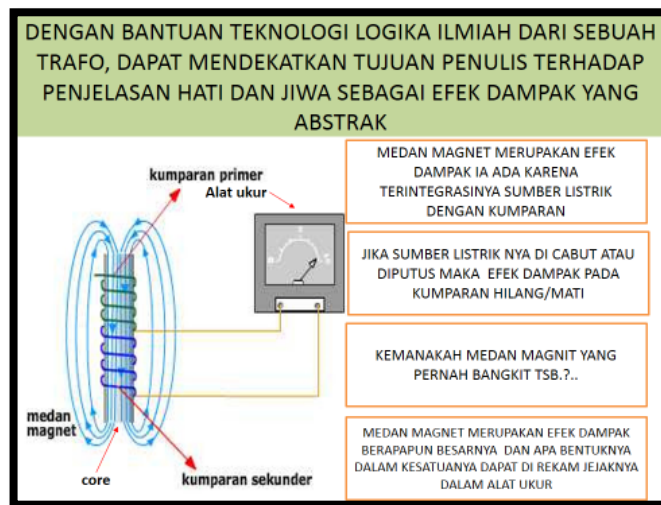 DENGAN BANTUAN TEKNOLOGI LOGIKA ILMIAH DARI SEBUAH
TRAFO, DAPAT MENDEKATKAN TUJUAN PENULIS TERHADAP
PENJELASAN HATI DAN JIWA SEBAGAI EFEK DAMPAK YANG
ABSTRAK
kumparan primer
Alat ukur
medan
magnet
core
kumparan sekunder
MEDAN MAGNET MERUPAKAN EFEK
DAMPAK IA ADA KARENA
TERINTEGRASINYA SUMBER LISTRIK
DENGAN KUMPARAN
JIKA SUMBER LISTRIK NYA DI CABUT ATAU
DIPUTUS MAKA EFEK DAMPAK PADA
KUMPARAN HILANG/MATI
KEMANAKAH MEDAN MAGNIT YANG
PERNAH BANGKIT TSB.?..
MEDAN MAGNET MERUPAKAN EFEK DAMPAK
BERAPAPUN BESARNYA DAN APA BENTUKNYA
DALAM KESATUANYA DAPAT DI REKAM JEJAKNYA
DALAM ALAT UKUR